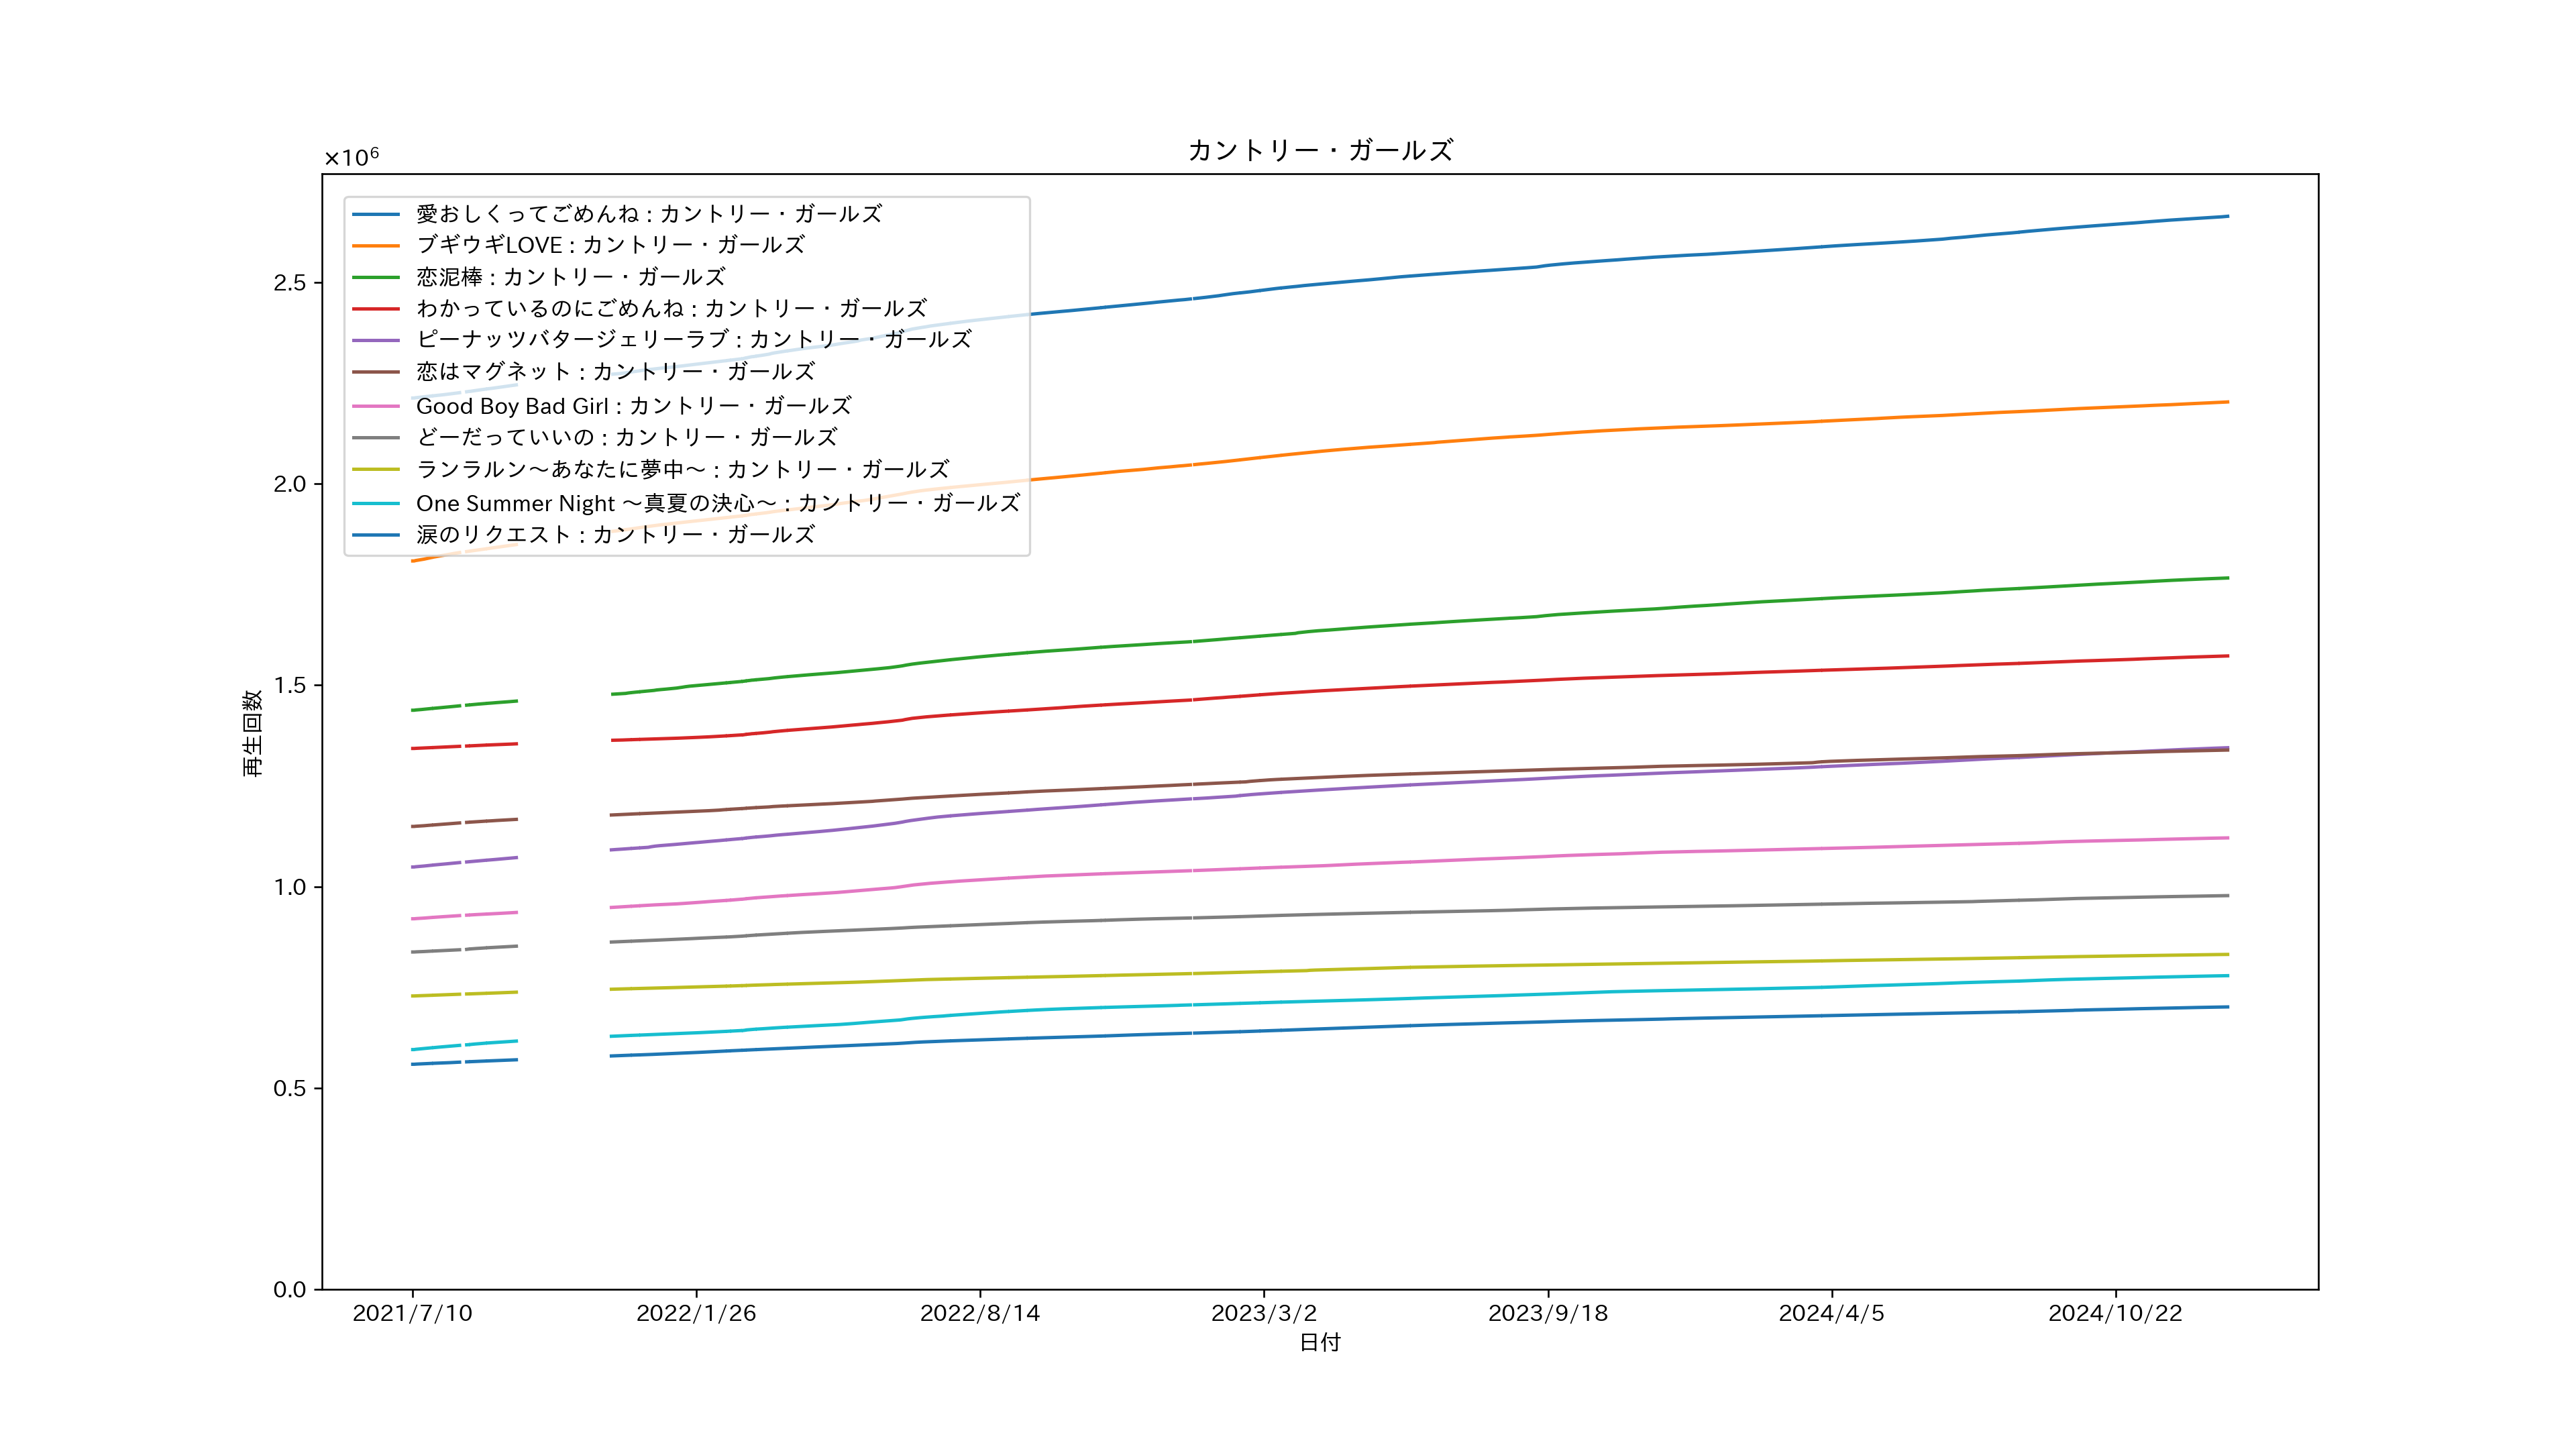 カントリー・ガールズ
×10⁶
愛おしくってごめんね : カントリー・ガールズ
ブギウギLOVE : カントリー・ガールズ
恋泥棒 : カントリー・ガールズ
わかっているのにごめんね : カントリー・ガールズ
ピーナッツバタージェリーラブ : カントリー・ガールズ
恋はマグネット : カントリー・ガールズ
Good Boy Bad Girl : カントリー・ガールズ
どーだっていいの : カントリー・ガールズ
ランラルン～あなたに夢中～ : カントリー・ガールズ
One Summer Night ～真夏の決心～ : カントリー・ガールズ
涙のリクエスト : カントリー・ガールズ
2.5
2.0
1.5
1.0
0.5
0.0
再生回数
2021/7/10
2022/1/26
2022/8/14
2023/3/2
2023/9/18
2024/4/5
2024/10/22
日付